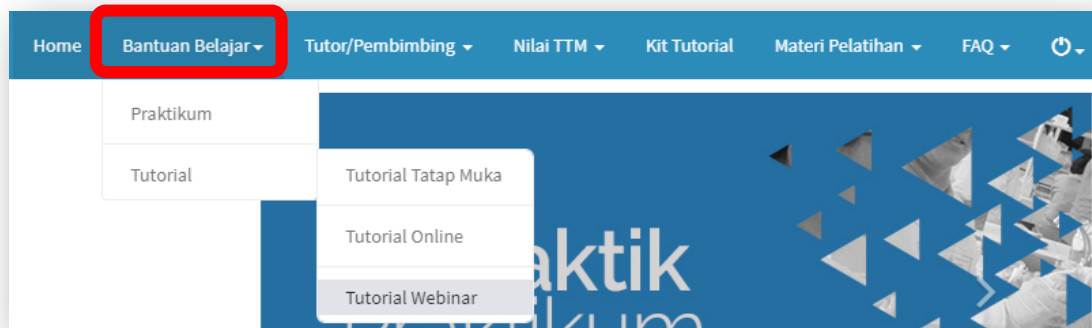 Home Bantuan Belajar Tutor/Pembimbing Nilai TTM Kit Tutorial Materi Pelatihan FAQ
Praktikum
Tutorial
Tutorial Tatap Muka
Tutorial Online
Tutorial Webinar